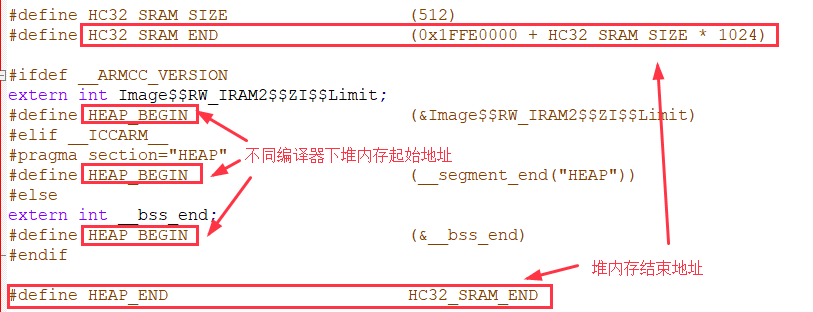 #define HC32_SRAM_SIZE (512)
#define HC32_SRAM_END (0x1FFE0000 + HC32_SRAM_SIZE * 1024)
#ifdef __ARMCC_VERSION
extern int Image$$RW_IRAM2$$ZI$$Limit;
#define HEAP_BEGIN (&Image$$RW_IRAM2$$ZI$$Limit)
#elif __ICCARM__
#pragma section="HEAP"
不同编译器下堆内存起始地址
#define HEAP_BEGIN (__segment_end("HEAP"))
#else
extern int __bss_end;
#define HEAP_BEGIN (&__bss_end)
#endif
堆内存结束地址
#define HEAP_END HC32_SRAM_END